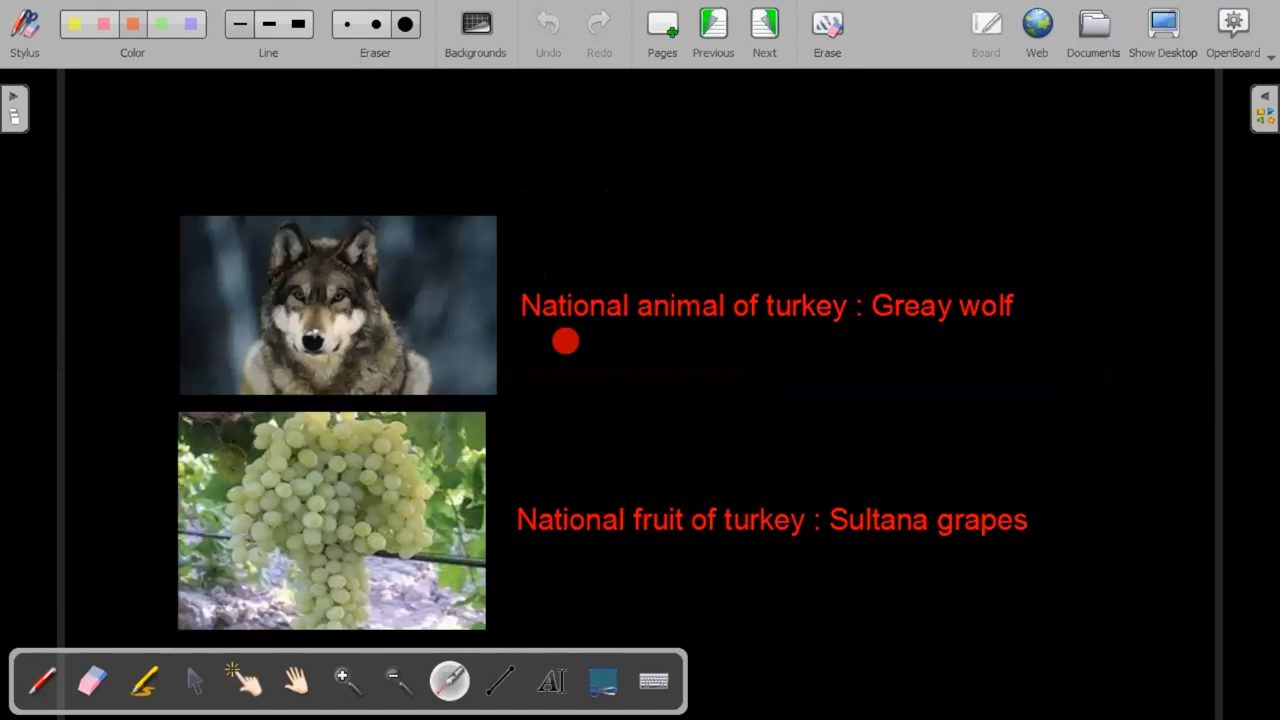 Stylus
Color
Line
Eraser
Backgrounds
Undo
Redo
Pages
Previous
Next
Erase
Board
Web
Documents
Show Desktop
OpenBoard
National animal of turkey : Greay wolf
National fruit of turkey : Sultana grapes
AI